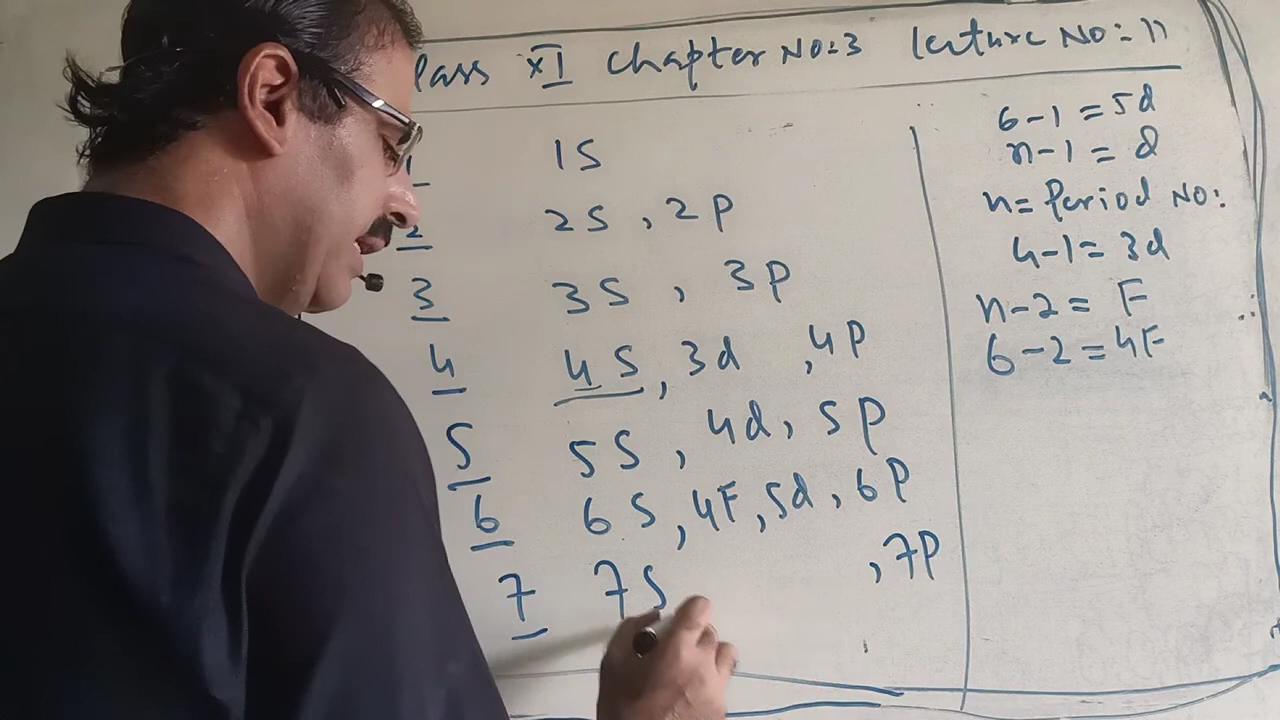 lass XI Chapter No:3 lecture No:11
1 1S
2 2S, 2P
3 3S, 3P
4 4S, 3d, 4P
5 5S, 4d, 5P
6 6S, 4F, 5d, 6P
7 7S, 7P
6-1=5d
n-1=d
n=Period No:
4-1=3d
n-2=F
6-2=4F